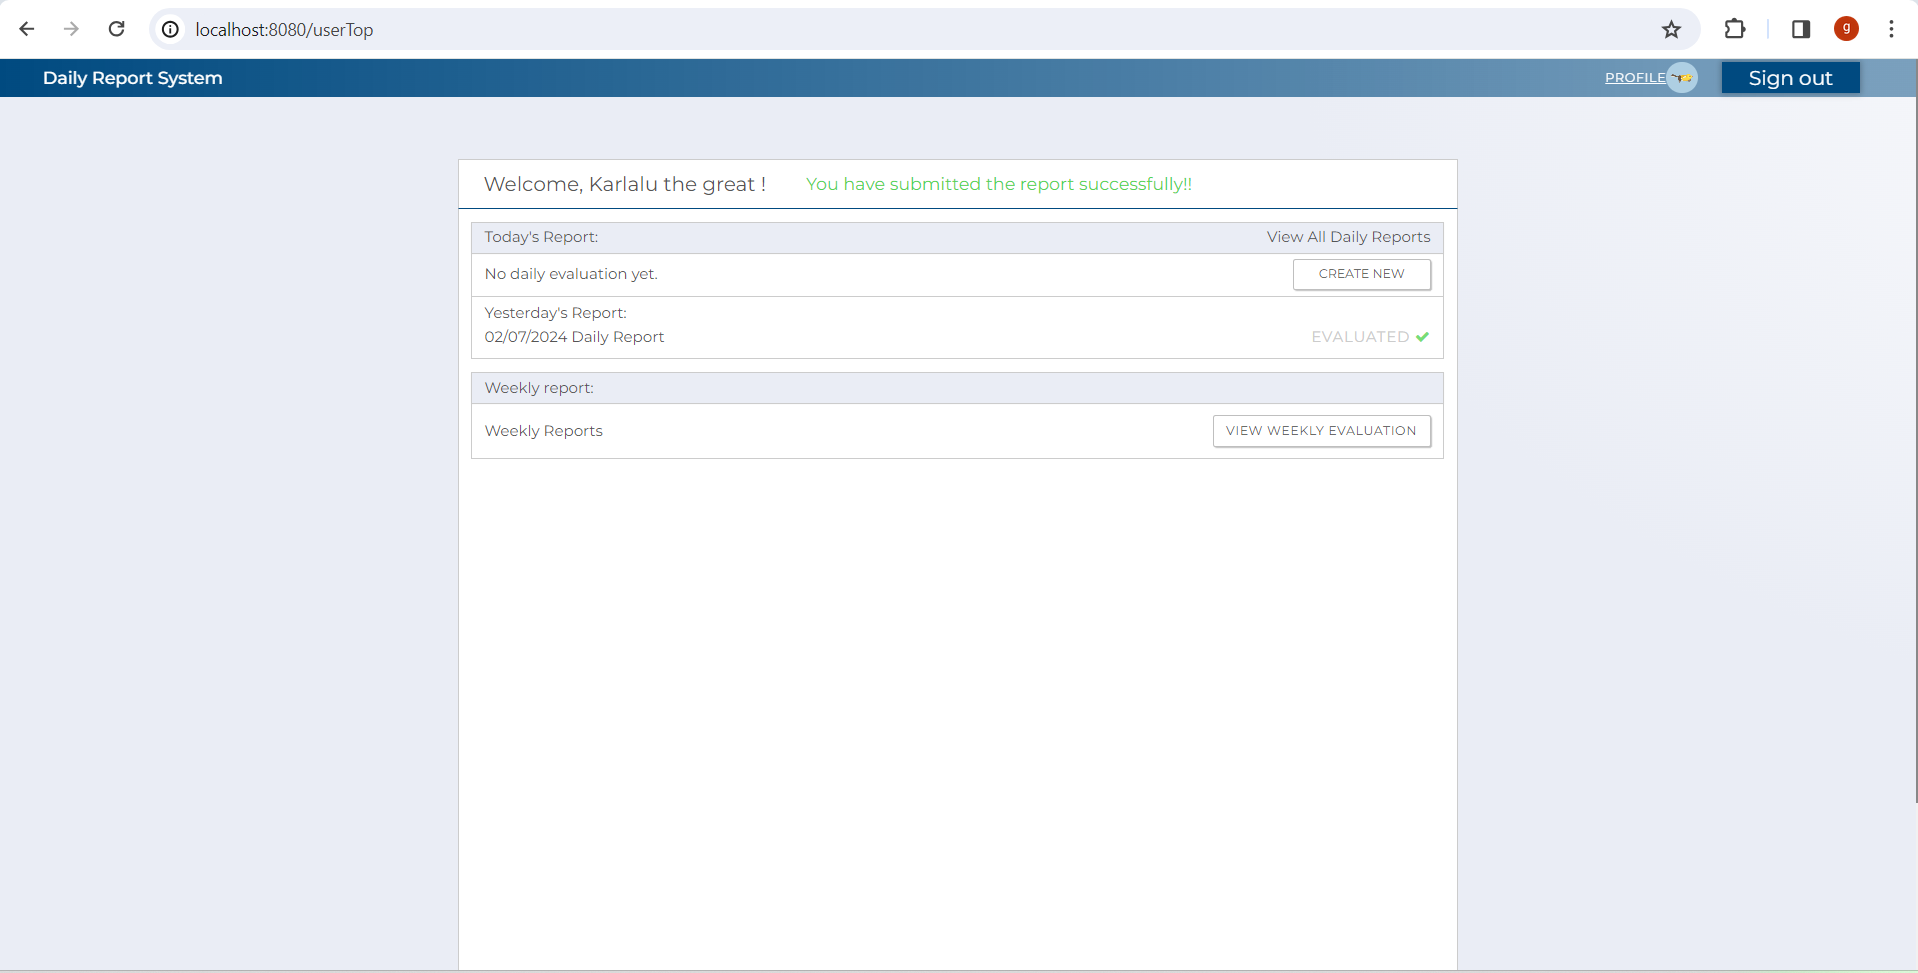 localhost:8080/userTop
g
Daily Report System
PROFILE
Sign out
Welcome, Karlalu the great !
You have submitted the report successfully!!
Today's Report:
View All Daily Reports
No daily evaluation yet.
CREATE NEW
Yesterday's Report:
02/07/2024 Daily Report
EVALUATED
Weekly report:
Weekly Reports
VIEW WEEKLY EVALUATION